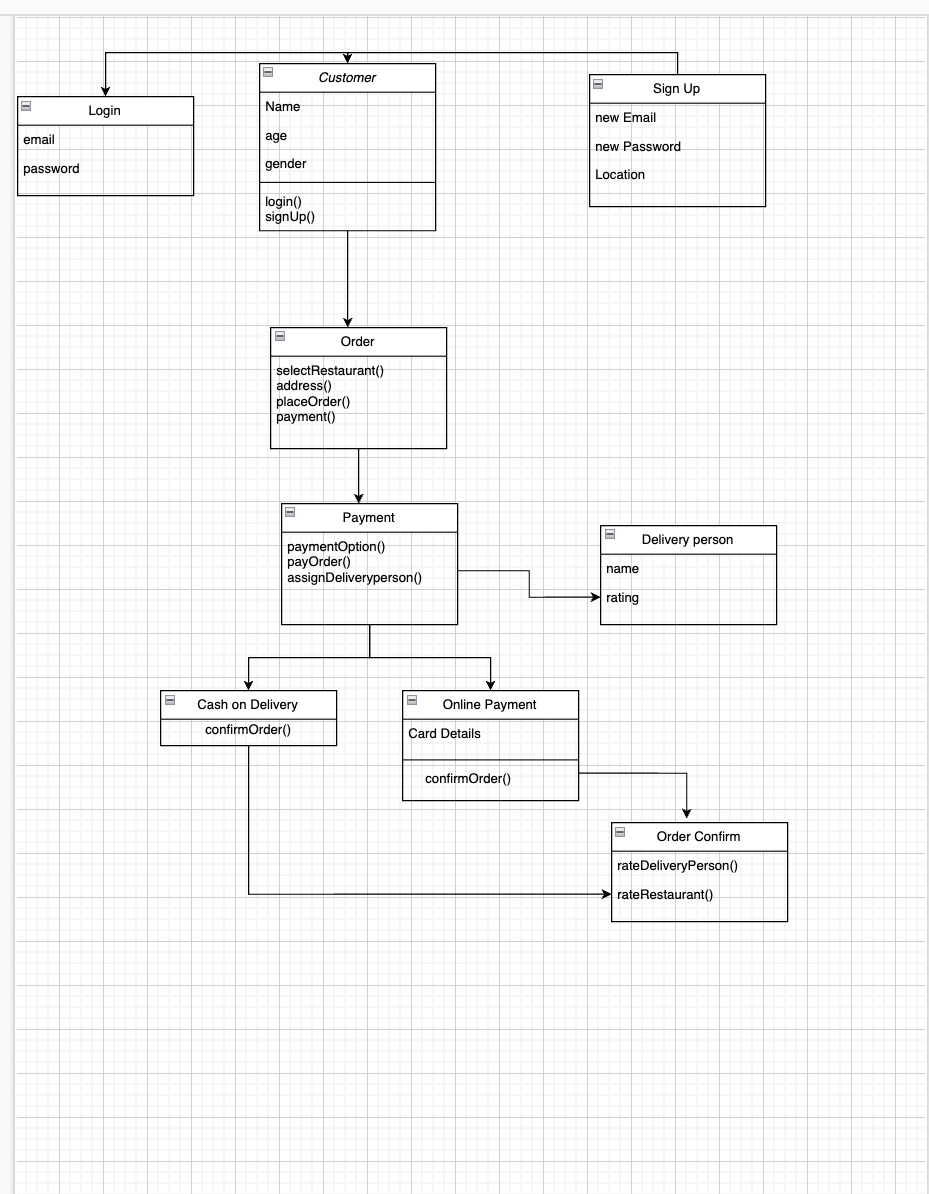 Login
email
password
Customer
Name
age
gender
login()
signUp()
Sign Up
new Email
new Password
Location
Order
selectRestaurant()
address()
placeOrder()
payment()
Payment
paymentOption()
payOrder()
assignDeliveryperson()
Delivery person
name
rating
Cash on Delivery
confirmOrder()
Online Payment
Card Details
confirmOrder()
Order Confirm
rateDeliveryPerson()
rateRestaurant()